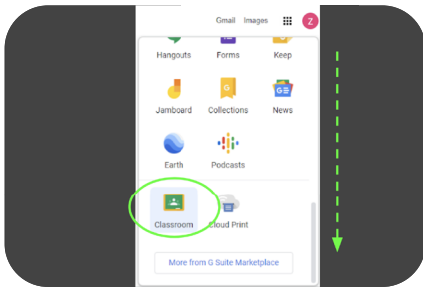 Gmail Images
Z
Hangouts Forms Keep
Jamboard Collections News
Earth Podcasts
Classroom Cloud Print
More from G Suite Marketplace